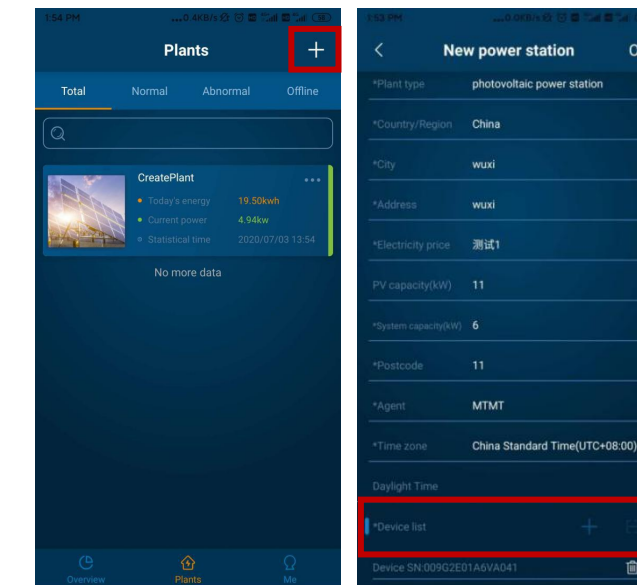 1:54 PM ...0.4KB/s
Plants +
Total Normal Abnormal Offline
CreatePlant ...
Today's energy 19.50kwh
Current power 4.94kw
Statistical time 2020/07/03 13:54
No more data
Overview Plants Me
1:53 PM ...0.0KB/s
New power station
*Plant type photovoltaic power station
*Country/Region China
*City wuxi
*Address wuxi
*Electricity price 测试1
PV capacity(kW) 11
*System capacity(kW) 6
*Postcode 11
*Agent MTMT
*Time zone China Standard Time(UTC+08:00)
Daylight Time
*Device list +
Device SN:009G2E01A6VA041